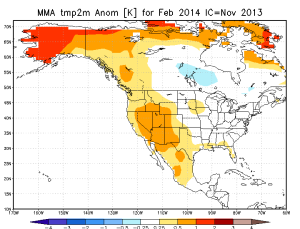 MMA tmp2m Anom [K] for Feb 2014 IC=Nov 2013
70N
65N
60N
55N
50N
45N
40N
35N
30N
25N
20N
15N
10N
170W 160W 150W 140W 130W 120W 110W 100W 90W 80W 70W 60W
-4 -3 -2 -1 -0.5 -0.25 0.25 0.5 1 2 3 4